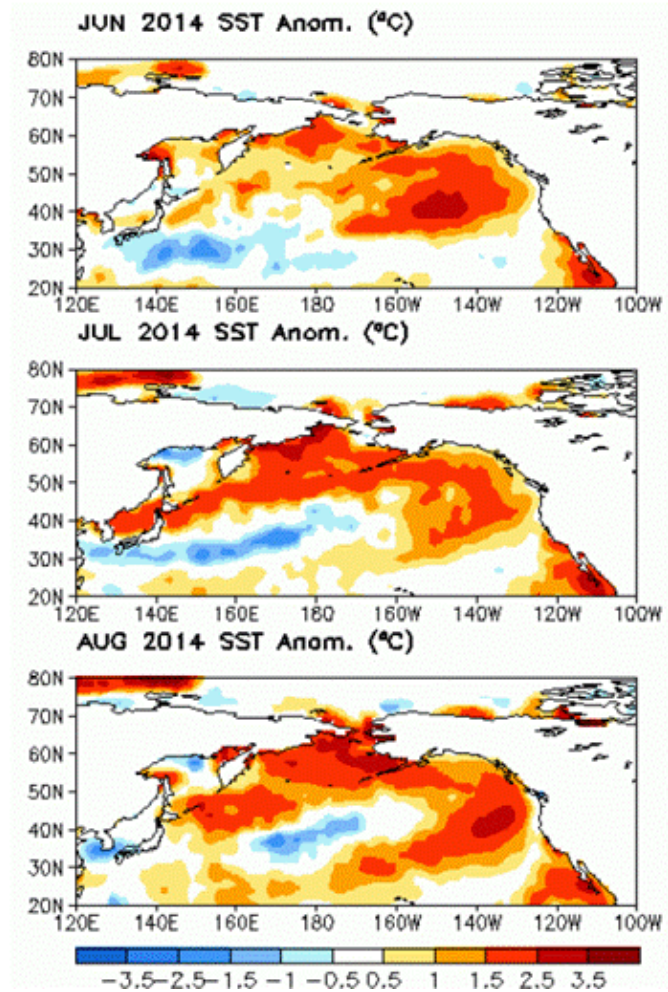 JUN 2014 SST Anom. (°C)
80N
70N
60N
50N
40N
30N
20N
120E 140E 160E 180 160W 140W 120W 100W
JUL 2014 SST Anom. (°C)
80N
70N
60N
50N
40N
30N
20N
120E 140E 160E 180 160W 140W 120W 100W
AUG 2014 SST Anom. (°C)
80N
70N
60N
50N
40N
30N
20N
120E 140E 160E 180 160W 140W 120W 100W
-3.5 -2.5 -1.5 -1 -0.5 0.5 1 1.5 2.5 3.5